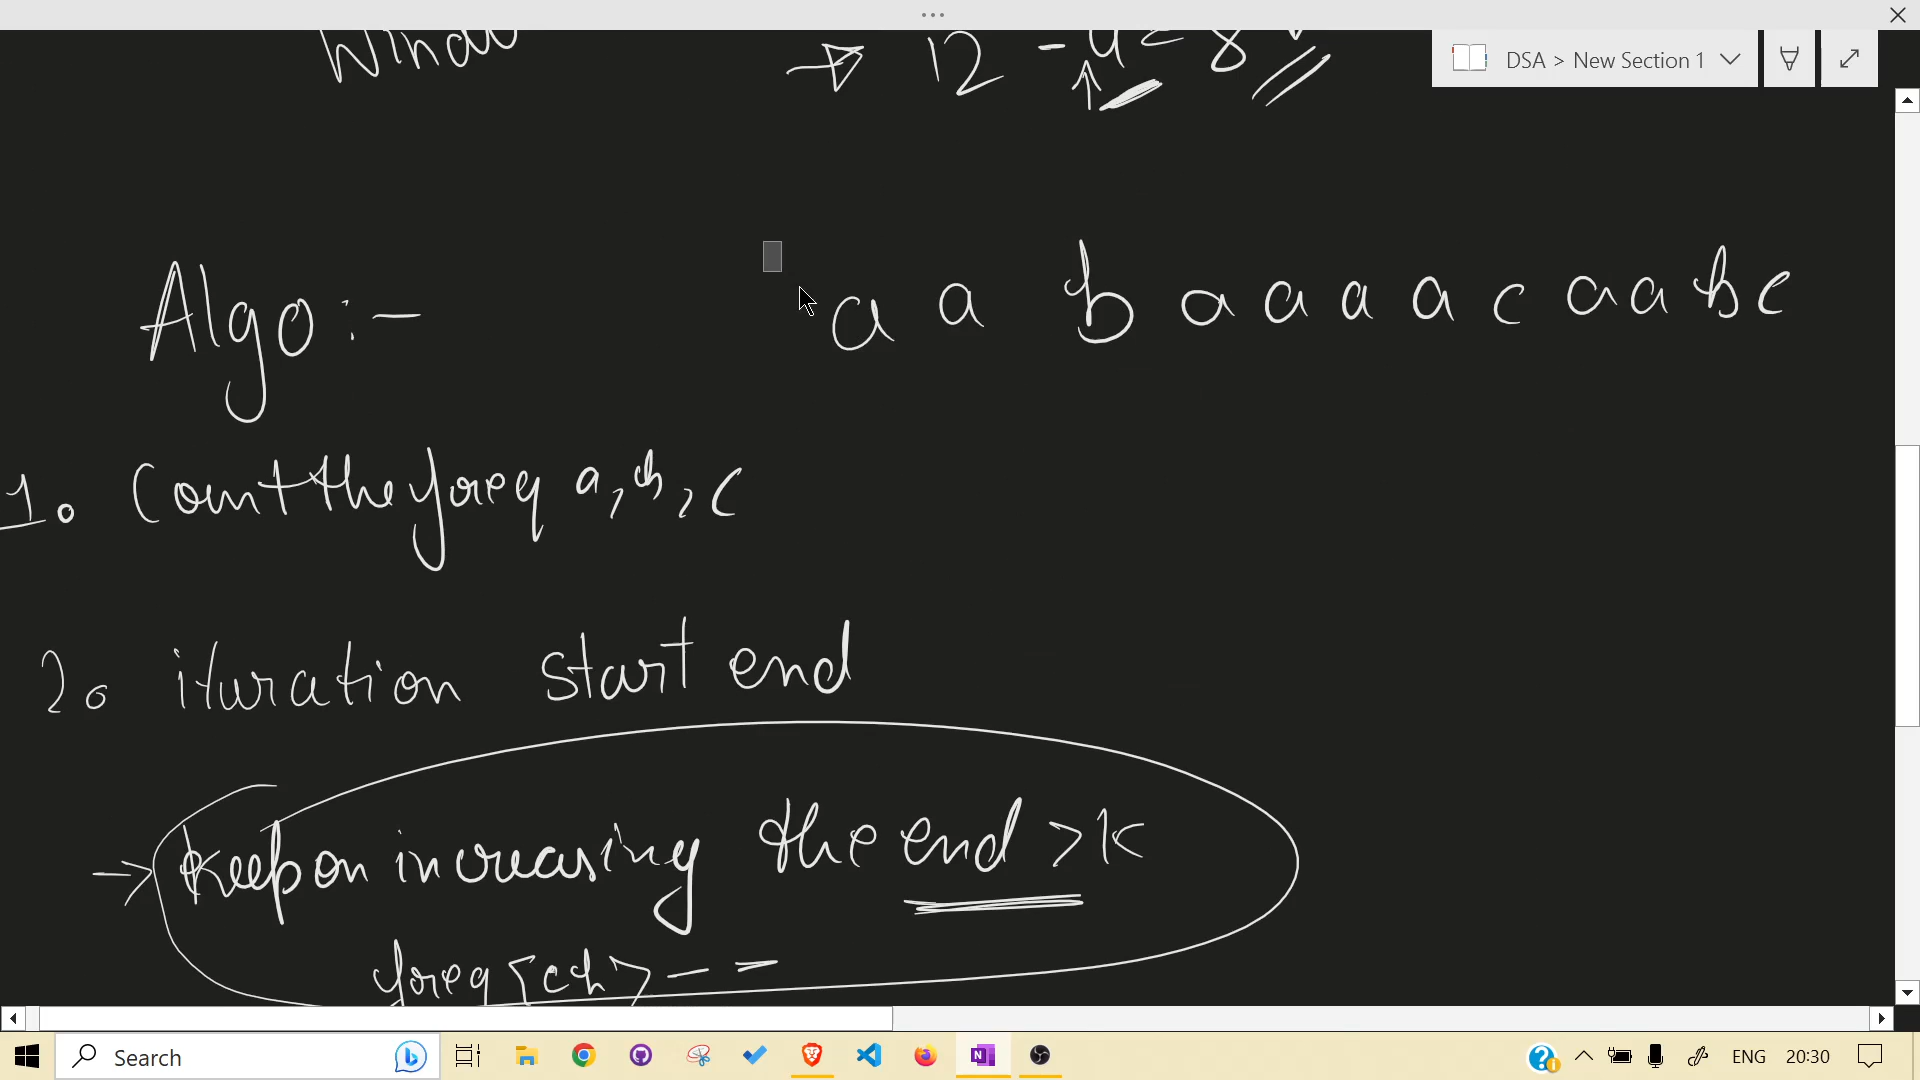 Windo
→ 12 - 4 = 8
DSA > New Section 1
Algo :-
a a b a a a a c a a b c
1. Count the freq a, b, c
2. iteration start end
→ Keep on increasing the end > K
freq[ch] - -
Search
ENG 20:30